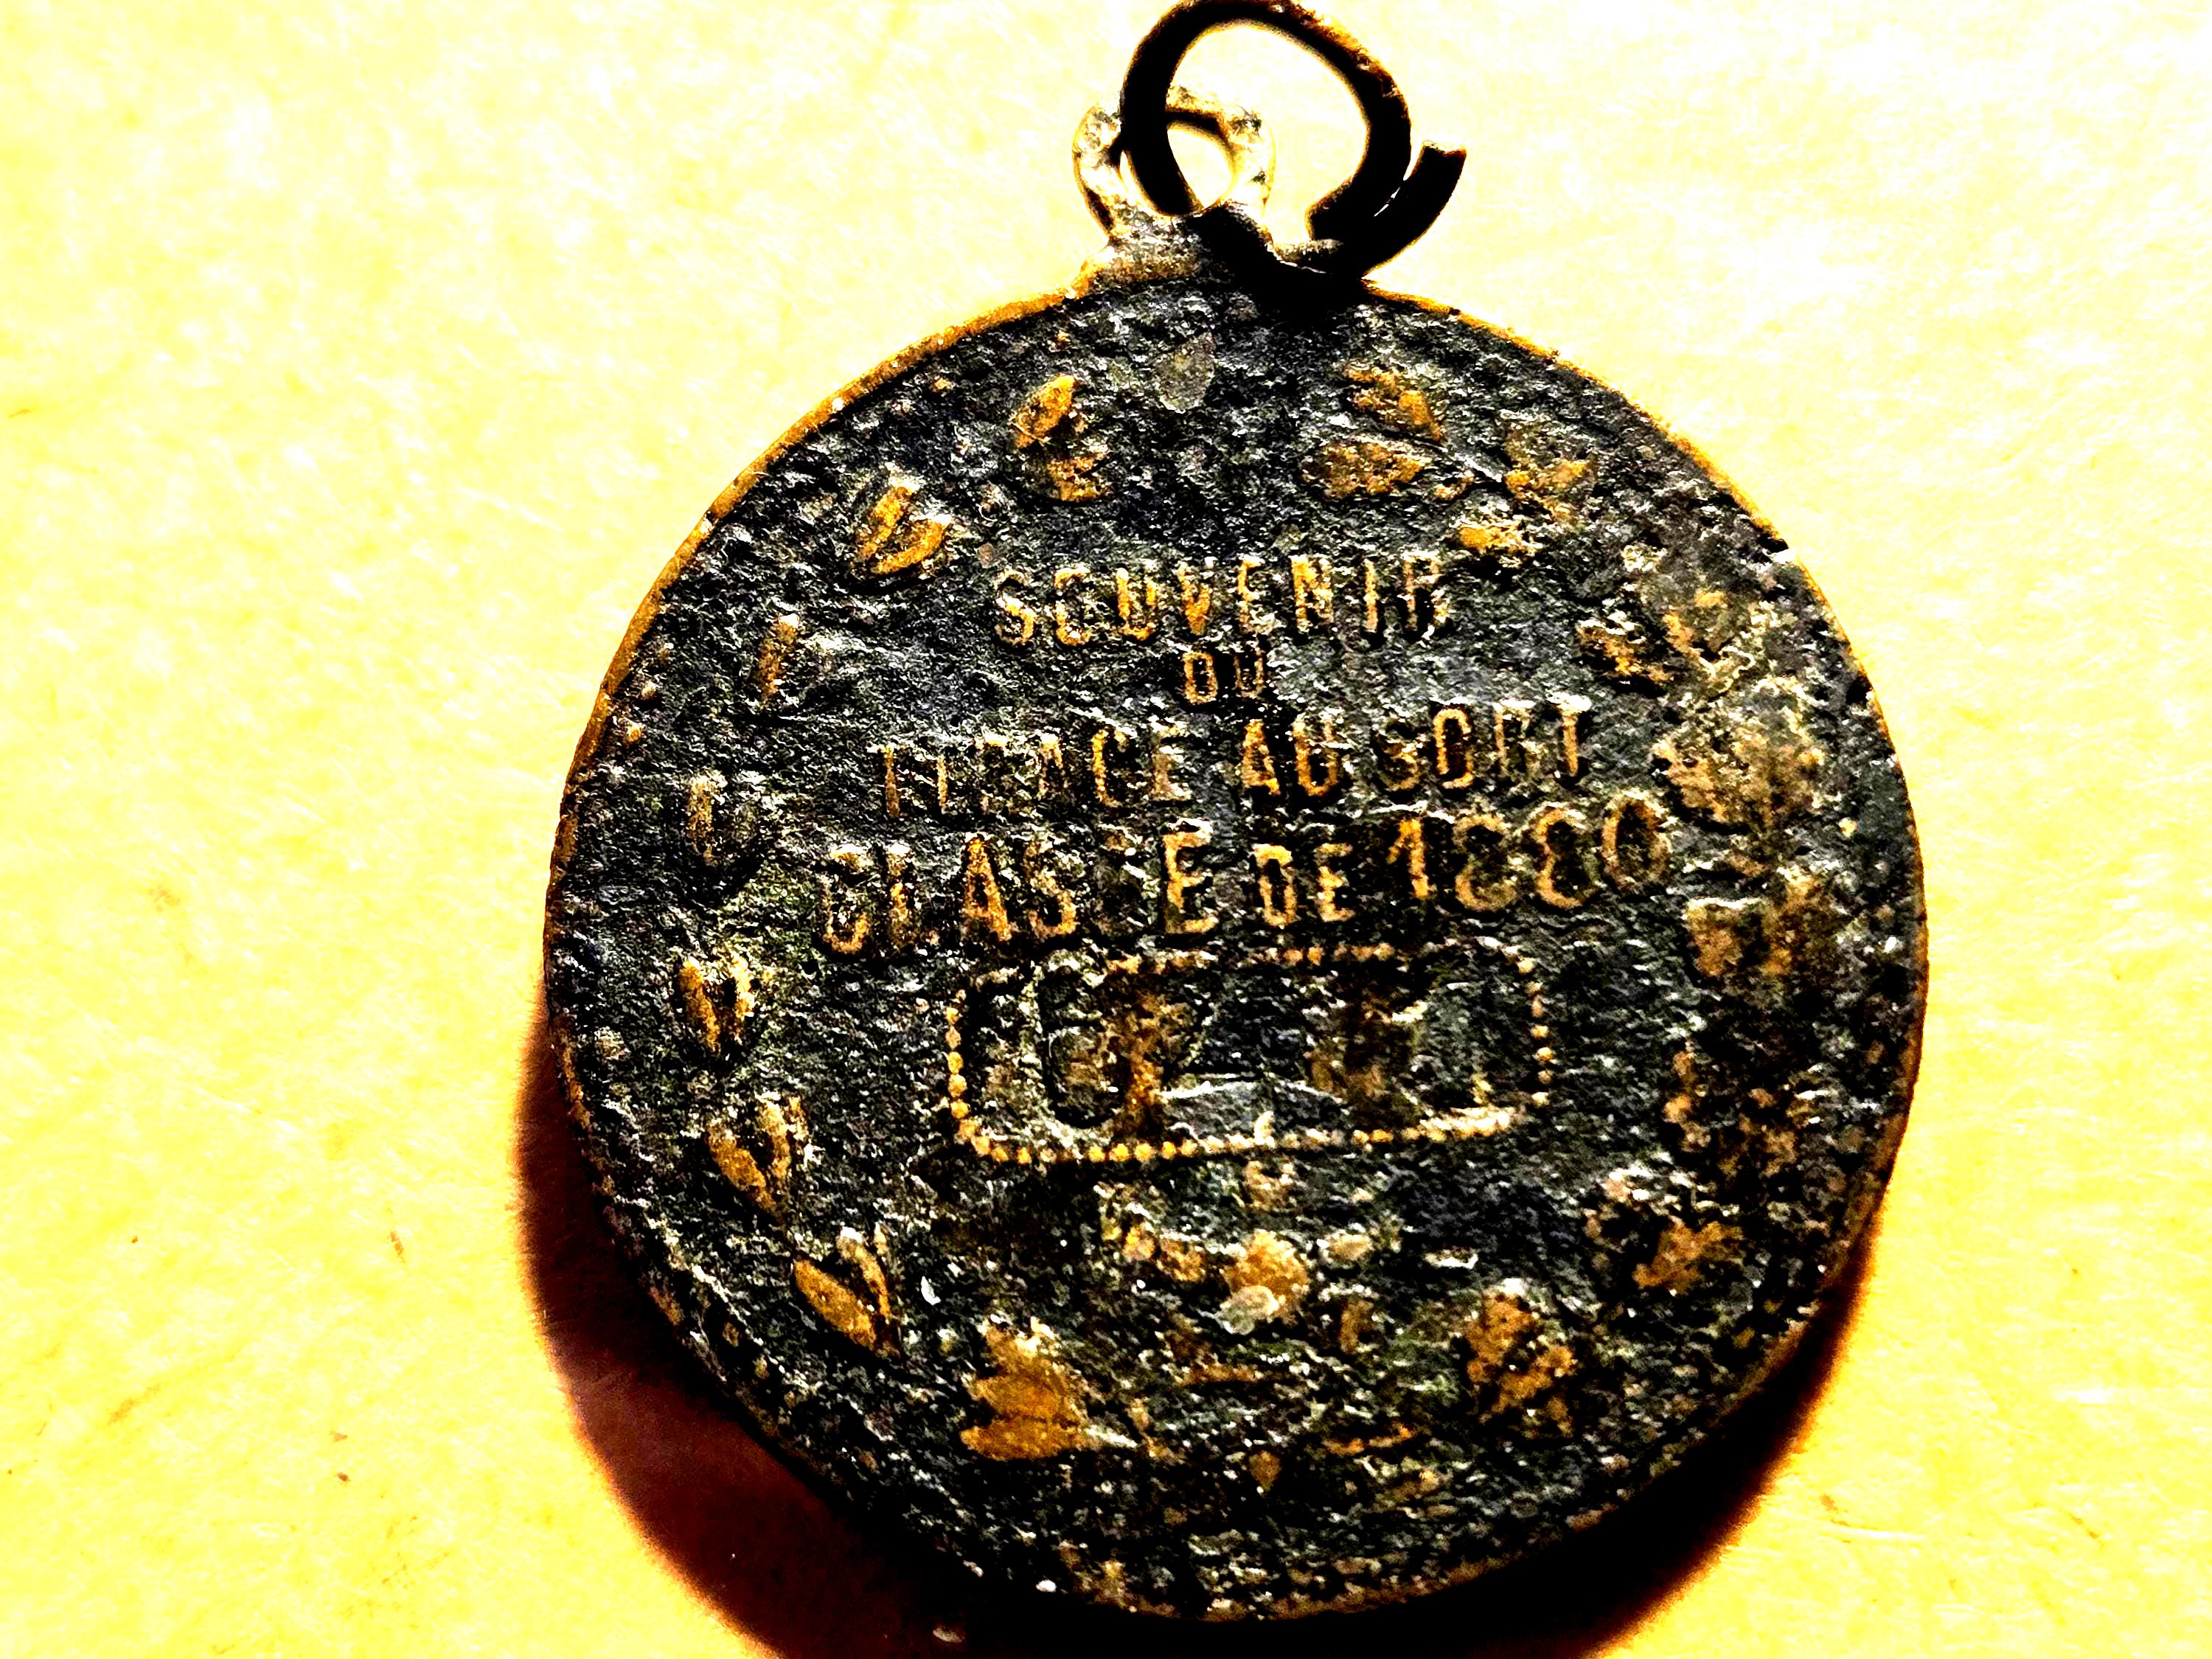 SOUVENIR
DU
TIRAGE AU SORT
CLASSE DE 1880